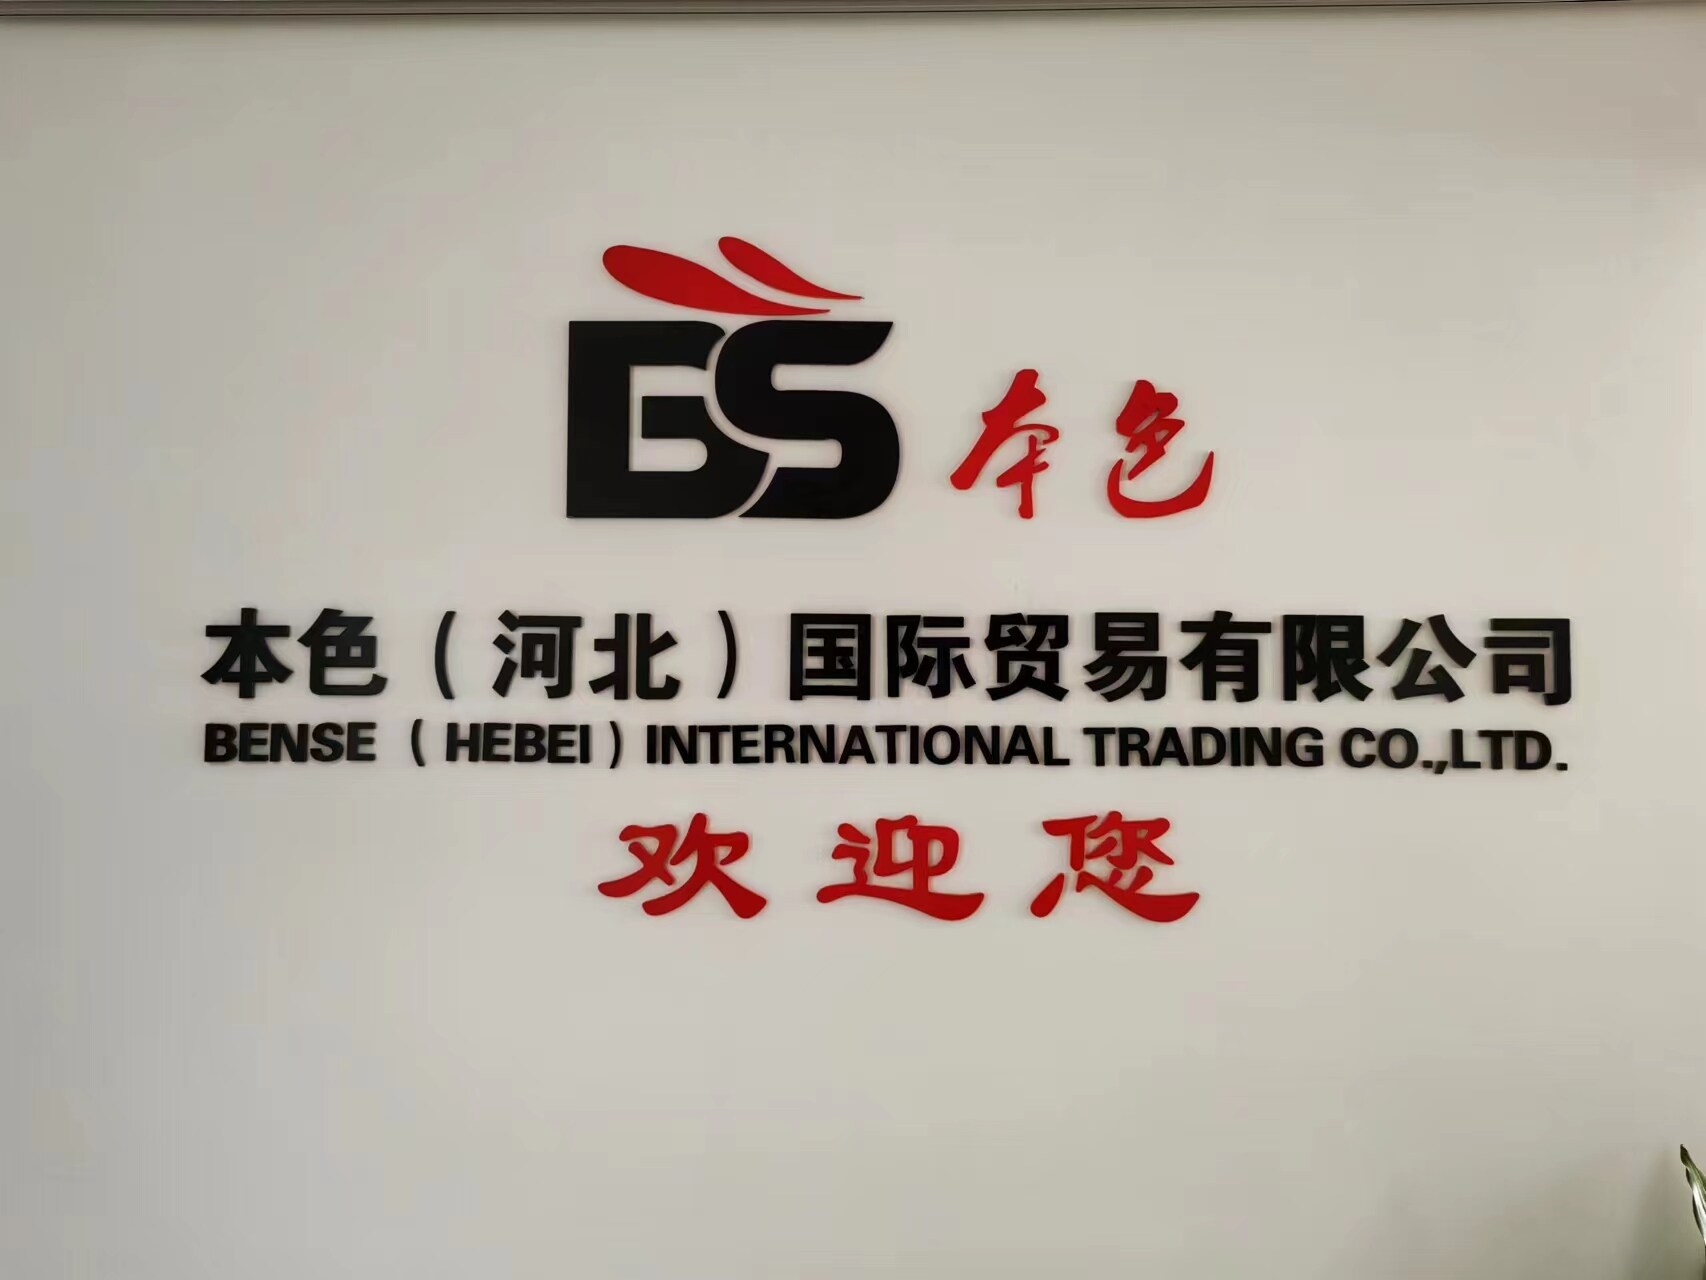 BS 本色
本色（河北）国际贸易有限公司
BENSE （HEBEI）INTERNATIONAL TRADING CO.,LTD.
欢迎您